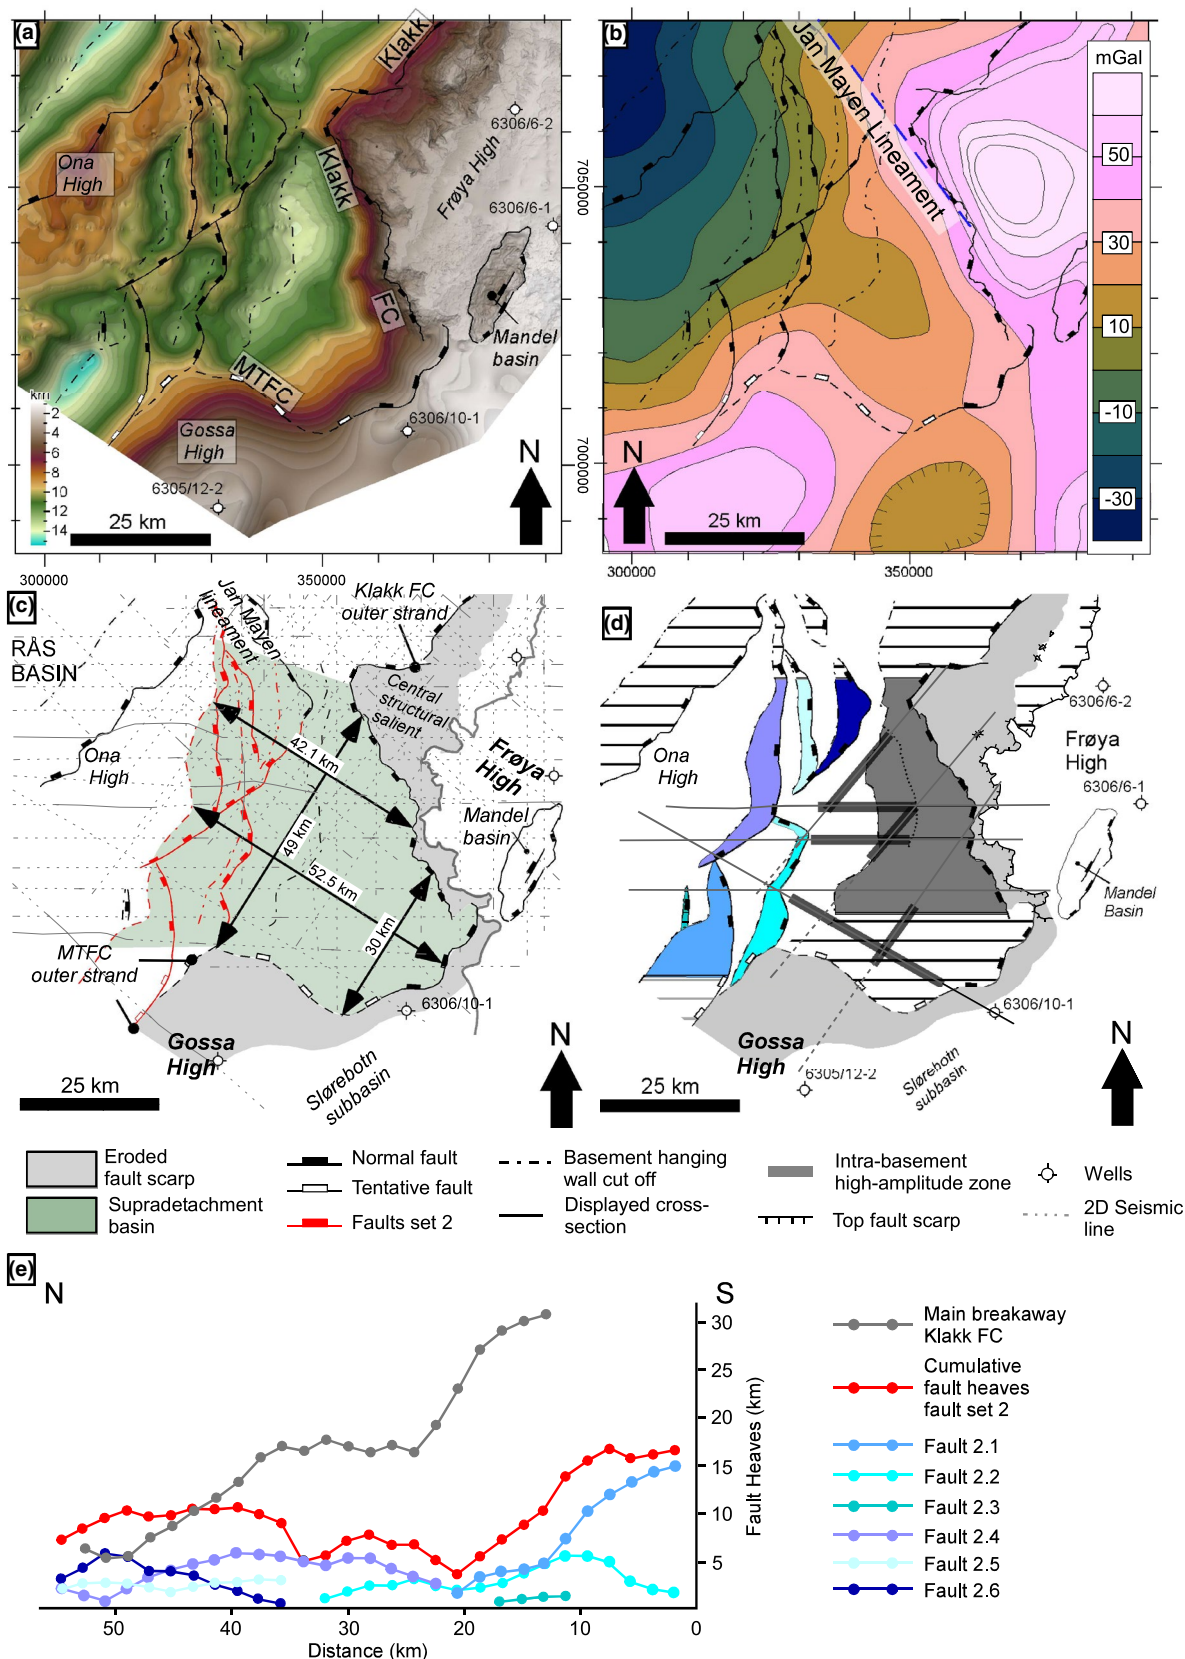 (a)
Klakk
6306/6-2
Ona
High
Klakk
Frøya High
6306/6-1
FC
Mandel
basin
MTFC
km
2
4
6
8
10
12
14
Gossa
High
6306/10-1
6305/12-2
N
25 km
300000
350000
(b)
Jan Mayen Lineament
mGal
50
30
10
-10
-30
7050000
7000000
N
25 km
300000
350000
(c)
RÅS
BASIN
Jan Mayen
lineament
Klakk FC
outer strand
Central
structural
salient
Ona
High
42.1 km
49 km
52.5 km
30 km
Frøya
High
Mandel
basin
MTFC
outer strand
6306/10-1
Gossa
High
Slørebotn
subbasin
25 km
N
(d)
Ona
High
6306/6-2
Frøya
High
6306/6-1
Mandel
Basin
6306/10-1
Gossa
High
6305/12-2
Slørebotn
subbasin
25 km
N
Eroded
fault scarp
Supradetachment
basin
Normal fault
Tentative fault
Faults set 2
Basement hanging
wall cut off
Displayed cross-
section
Intra-basement
high-amplitude zone
Top fault scarp
Wells
2D Seismic
line
(e)
N
S
30
25
20
15
10
5
Fault Heaves (km)
50
40
30
20
10
0
Distance (km)
Main breakaway
Klakk FC
Cumulative
fault heaves
fault set 2
Fault 2.1
Fault 2.2
Fault 2.3
Fault 2.4
Fault 2.5
Fault 2.6